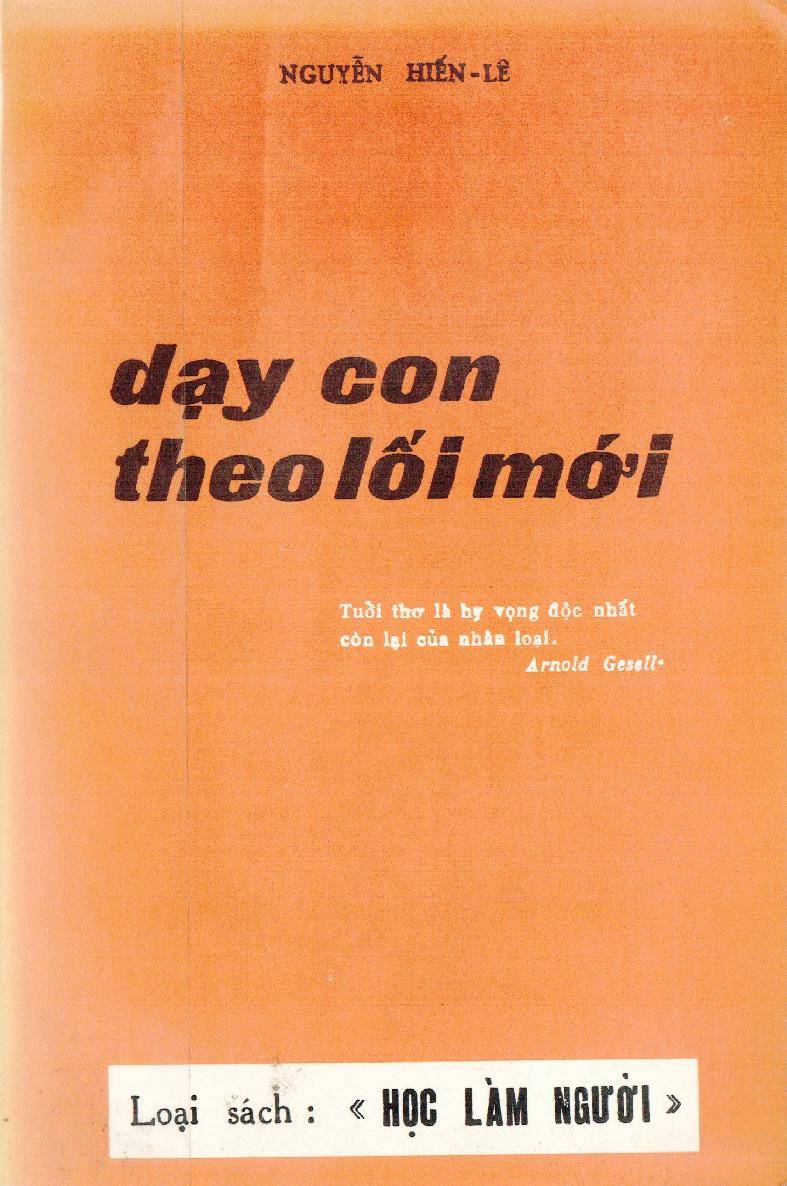 NGUYỄN HIẾN-LÊ
dạy con
theo lối mới
Tuổi thơ là hy vọng độc nhất
còn lại của nhân loại.
Arnold Gesell.
Loại sách : « HỌC LÀM NGƯỜI »